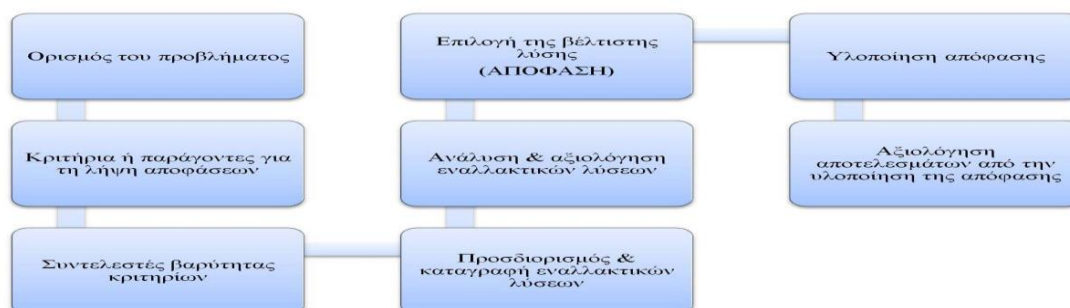 Ορισμός του προβλήματος
Κριτήρια ή παράγοντες για
τη λήψη αποφάσεων
Συντελεστές βαρύτητας
κριτηρίων
Προσδιορισμός &
καταγραφή εναλλακτικών
λύσεων
Ανάλυση & αξιολόγηση
εναλλακτικών λύσεων
Επιλογή της βέλτιστης
λύσης
(ΑΠΟΦΑΣΗ)
Υλοποίηση απόφασης
Αξιολόγηση
αποτελεσμάτων από την
υλοποίηση της απόφασης